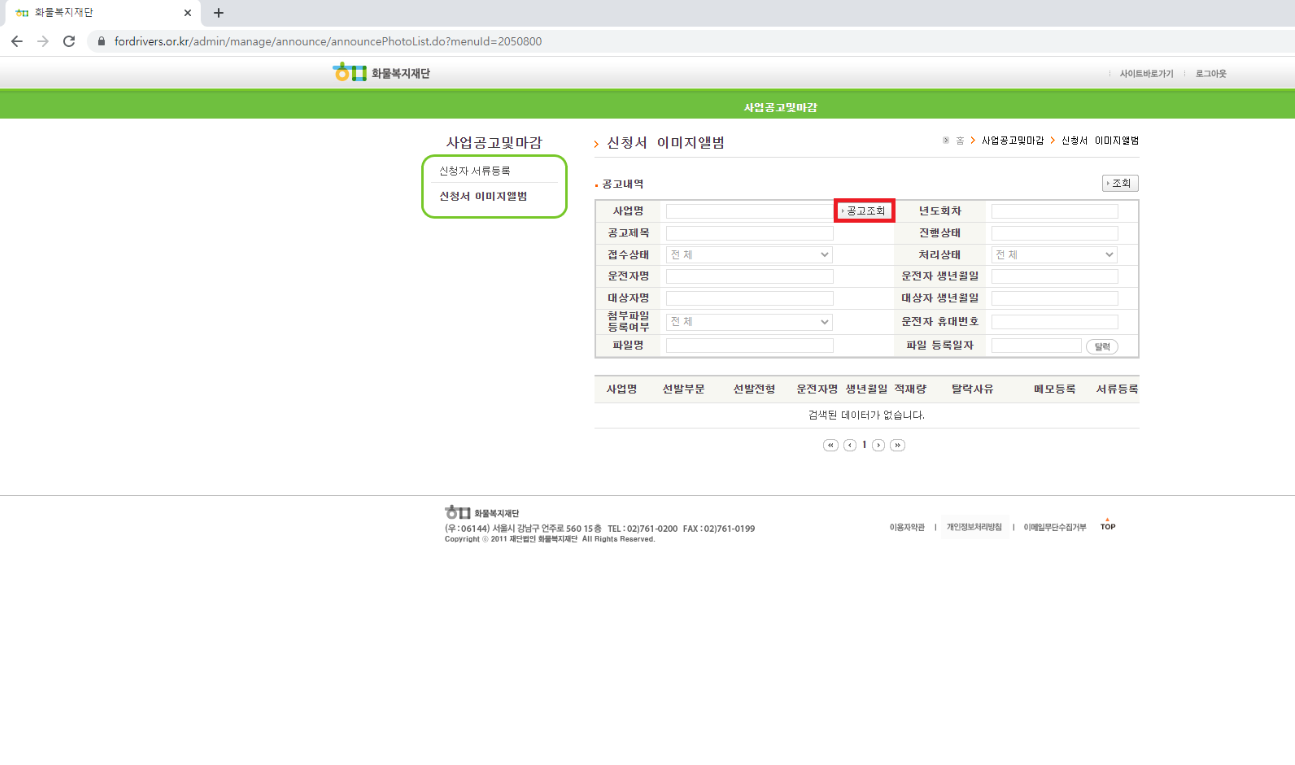 화물복지재단
fordrivers.or.kr/admin/manage/announce/announcePhotoList.do?menuId=2050800
화물복지재단
사이트바로가기 로그아웃
사업공고및마감
사업공고및마감
신청자 서류등록
신청서 이미지앨범
신청서 이미지앨범
홈 > 사업공고및마감 > 신청서 이미지앨범
공고내역 조회
사업명 공고조회 년도회차
공고제목 진행상태
접수상태 전 체 처리상태 전 체
운전자명 운전자 생년월일
대상자명 대상자 생년월일
첨부파일 등록여부 전 체 운전자 휴대번호
파일명 파일 등록일자 달력
사업명 선발부문 선발전형 운전자명 생년월일 적재량 탈락사유 메모등록 서류등록
검색된 데이터가 없습니다.
1
화물복지재단
(우:06144) 서울시 강남구 언주로 560 15층 TEL : 02)761-0200 FAX : 02)761-0199
Copyright ⓒ 2011 재단법인 화물복지재단 All Rights Reserved.
이용자약관 | 개인정보처리방침 | 이메일무단수집거부 TOP